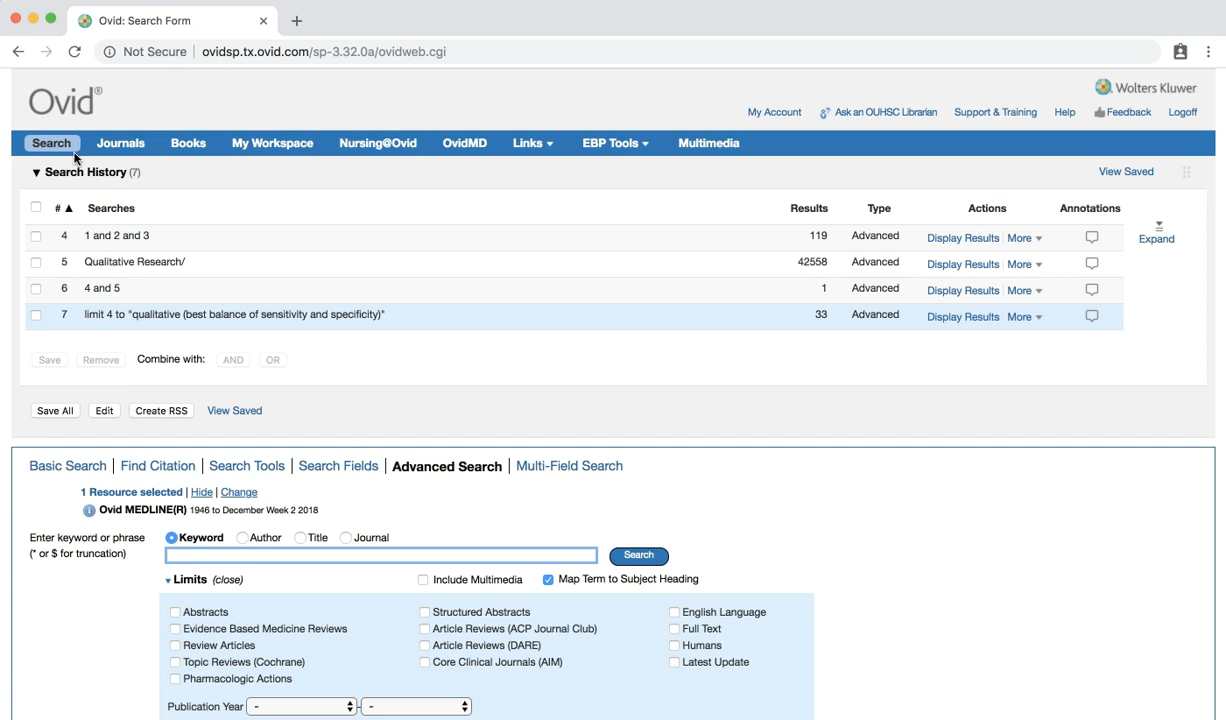 Ovid: Search Form
Not Secure ovidsp.tx.ovid.com/sp-3.32.0a/ovidweb.cgi
Ovid®
Wolters Kluwer
My Account Ask an OUHSC Librarian Support & Training Help Feedback Logoff
Search Journals Books My Workspace Nursing@Ovid OvidMD Links EBP Tools Multimedia
Search History (7) View Saved
# Searches Results Type Actions Annotations
4 1 and 2 and 3 119 Advanced Display Results More
Expand
5 Qualitative Research/ 42558 Advanced Display Results More
6 4 and 5 1 Advanced Display Results More
7 limit 4 to "qualitative (best balance of sensitivity and specificity)" 33 Advanced Display Results More
Save Remove Combine with: AND OR
Save All Edit Create RSS View Saved
Basic Search | Find Citation | Search Tools | Search Fields | Advanced Search | Multi-Field Search
1 Resource selected | Hide | Change
Ovid MEDLINE(R) 1946 to December Week 2 2018
Enter keyword or phrase
(* or $ for truncation)
Keyword Author Title Journal
Search
Limits (close) Include Multimedia Map Term to Subject Heading
Abstracts Structured Abstracts English Language
Evidence Based Medicine Reviews Article Reviews (ACP Journal Club) Full Text
Review Articles Article Reviews (DARE) Humans
Topic Reviews (Cochrane) Core Clinical Journals (AIM) Latest Update
Pharmacologic Actions
Publication Year - - -